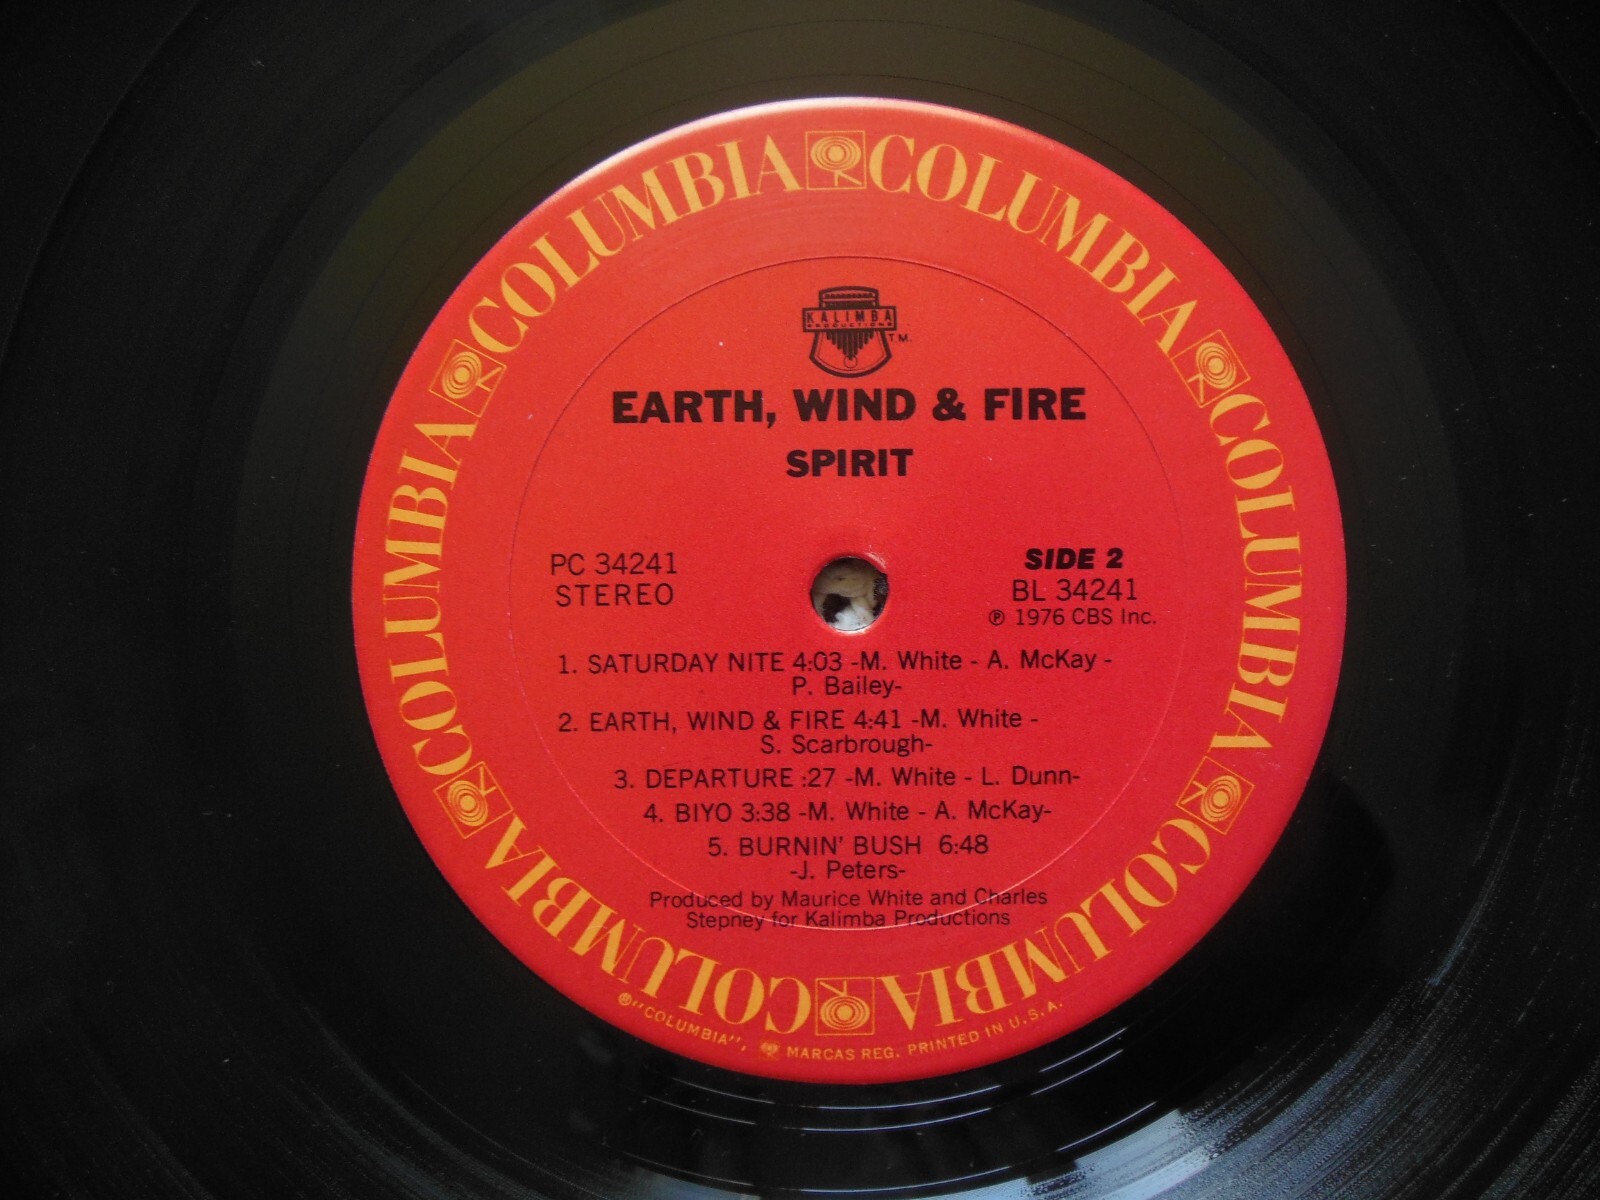 COLUMBIA COLUMBIA COLUMBIA COLUMBIA COLUMBIA COLUMBIA
KALIMBA
PRODUCTIONS
TM.
EARTH, WIND & FIRE
SPIRIT
PC 34241
STEREO
SIDE 2
BL 34241
℗ 1976 CBS Inc.
1. SATURDAY NITE 4:03 -M. White - A. McKay -
P. Bailey-
2. EARTH, WIND & FIRE 4:41 -M. White -
S. Scarbrough-
3. DEPARTURE :27 -M. White - L. Dunn-
4. BIYO 3:38 -M. White - A. McKay-
5. BURNIN' BUSH 6:48
-J. Peters-
Produced by Maurice White and Charles
Stepney for Kalimba Productions
®"COLUMBIA", MARCAS REG. PRINTED IN U.S.A.